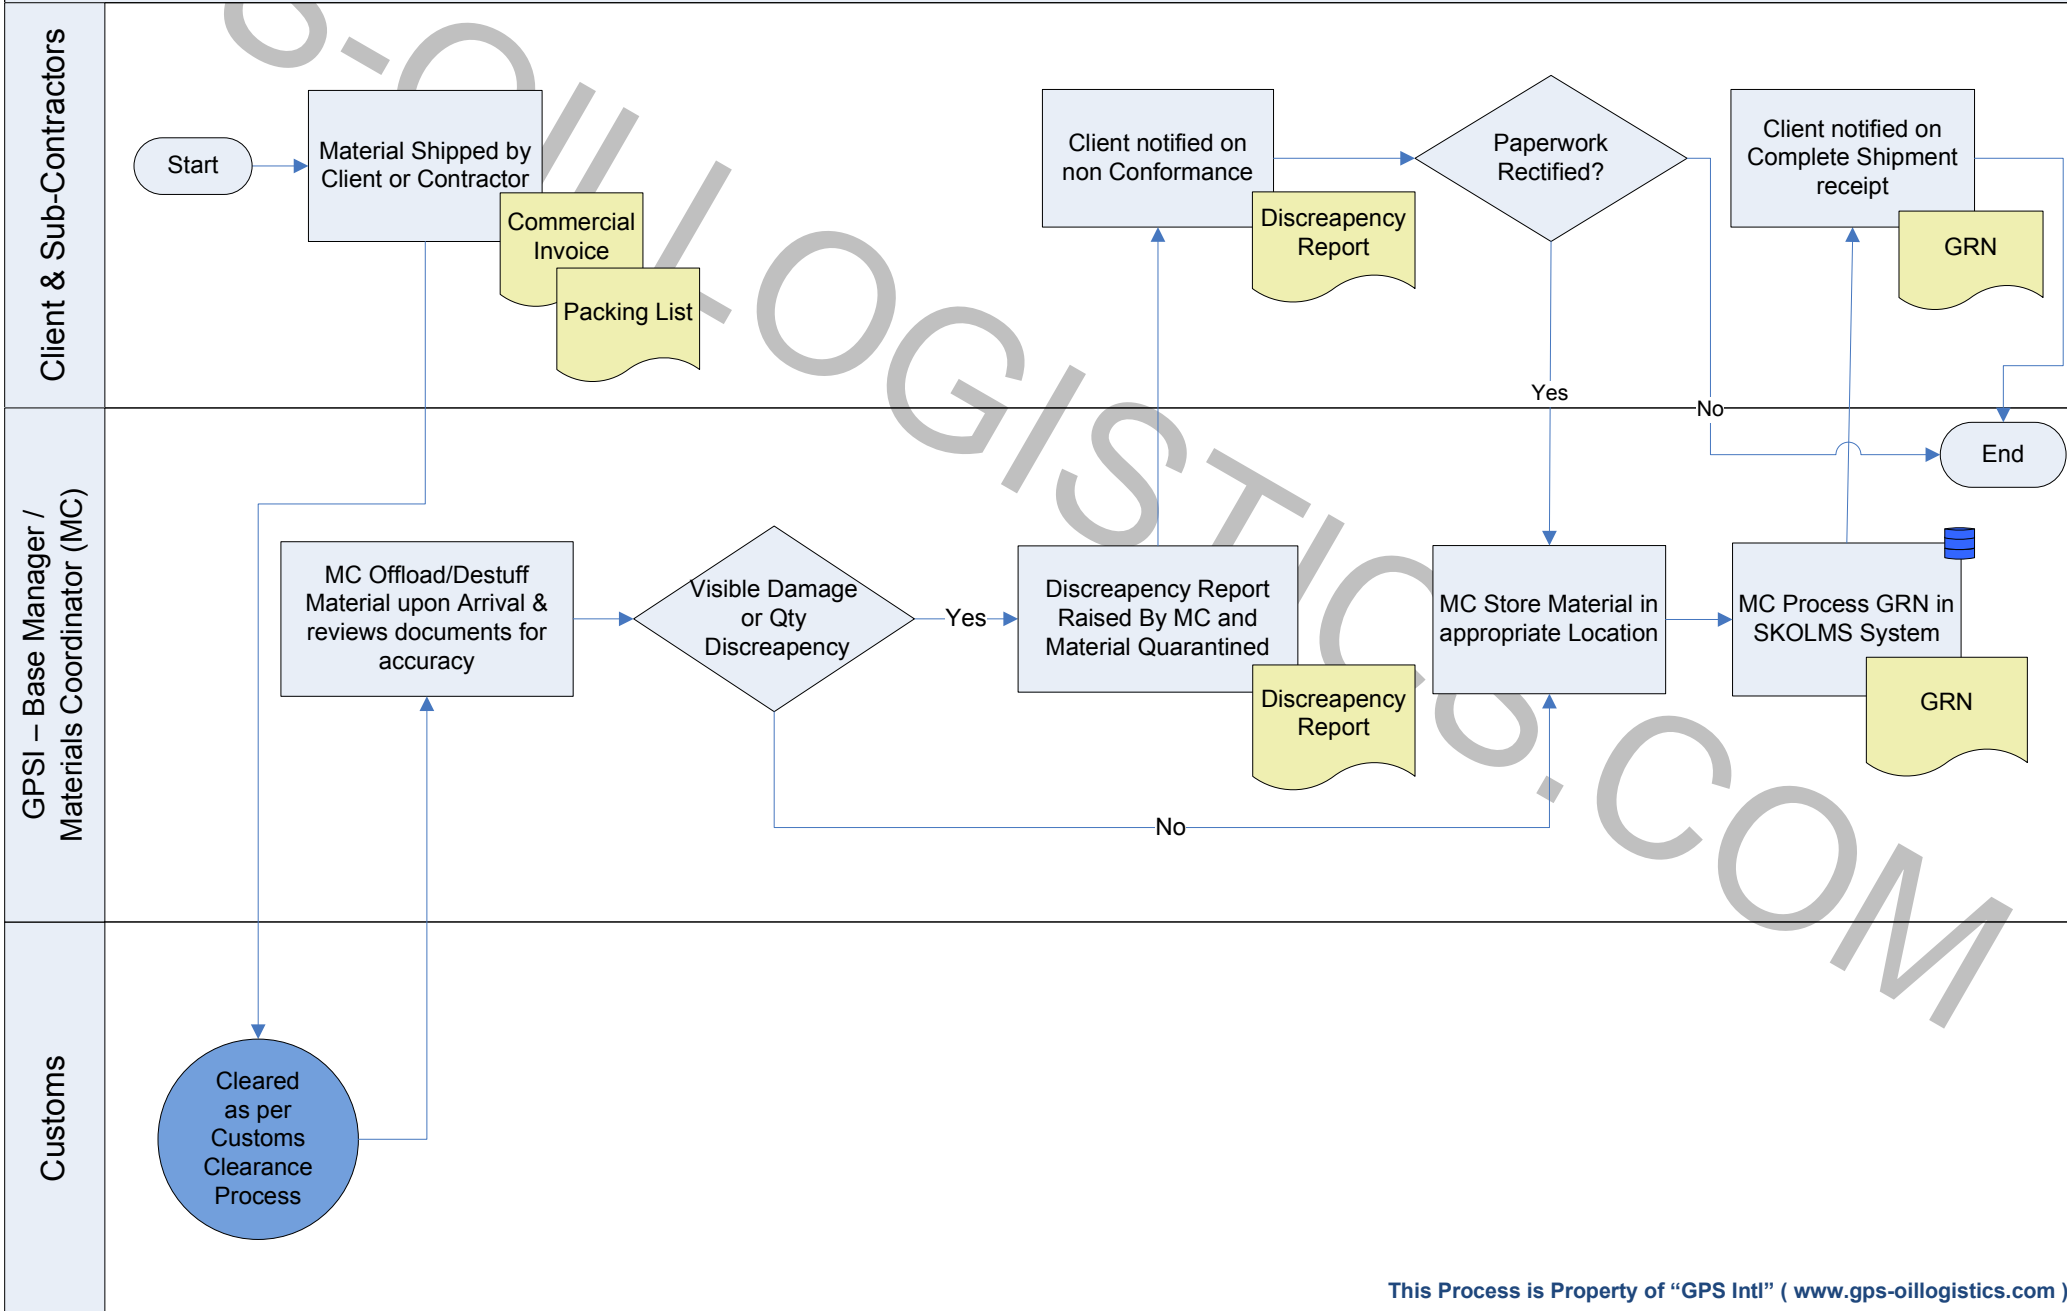 Client & Sub-Contractors
Start
Material Shipped by
Client or Contractor
Commercial
Invoice
Packing List
Client notified on
non Conformance
Discreapency
Report
Paperwork
Rectified?
Client notified on
Complete Shipment
receipt
GRN
Yes
No
End
GPSI – Base Manager /
Materials Coordinator (MC)
MC Offload/Destuff
Material upon Arrival &
reviews documents for
accuracy
Visible Damage
or Qty
Discreapency
Yes
Discreapency Report
Raised By MC and
Material Quarantined
Discreapency
Report
MC Store Material in
appropriate Location
MC Process GRN in
SKOLMS System
GRN
No
Customs
Cleared
as per
Customs
Clearance
Process
S-OILLOGISTICS.COM
This Process is Property of “GPS Intl” ( www.gps-oillogistics.com )